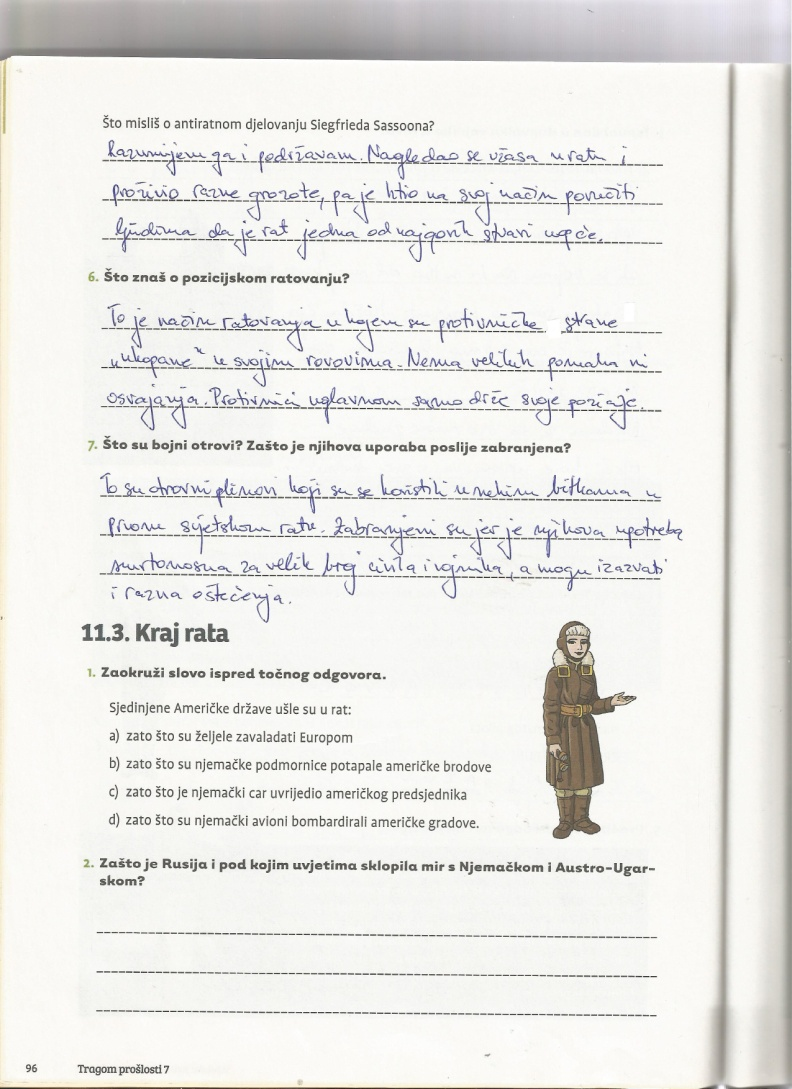 Što misliš o antiratnom djelovanju Siegfrieda Sassoona?
Razumijem ga i podržavam. Nagledao se užasa u ratu i
proživio razne grozote, pa je htio na svoj način poručiti
ljudima da je rat jedna od najgorih stvari uopće.
6. Što znaš o pozicijskom ratovanju?
To je način ratovanja u kojem su protivničke strane
„ukopane" u svojim rovovima. Nema velikih pomaka ni
osvajanja. Protivnici uglavnom samo drže svoje pozicije.
7. Što su bojni otrovi? Zašto je njihova uporaba poslije zabranjena?
To su otrovni plinovi koji su se koristili u nekim bitkama u
Prvom svjetskom ratu. Zabranjeni su jer je njihova upotreba
smrtonosna za velik broj civila i vojnika, a mogu izazvati
i razna oštećenja.
11.3. Kraj rata
1. Zaokruži slovo ispred točnog odgovora.
Sjedinjene Američke države ušle su u rat:
a) zato što su željele zavaladati Europom
b) zato što su njemačke podmornice potapale američke brodove
c) zato što je njemački car uvrijedio američkog predsjednika
d) zato što su njemački avioni bombardirali američke gradove.
2. Zašto je Rusija i pod kojim uvjetima sklopila mir s Njemačkom i Austro-Ugar-
skom?
96 Tragom prošlosti 7